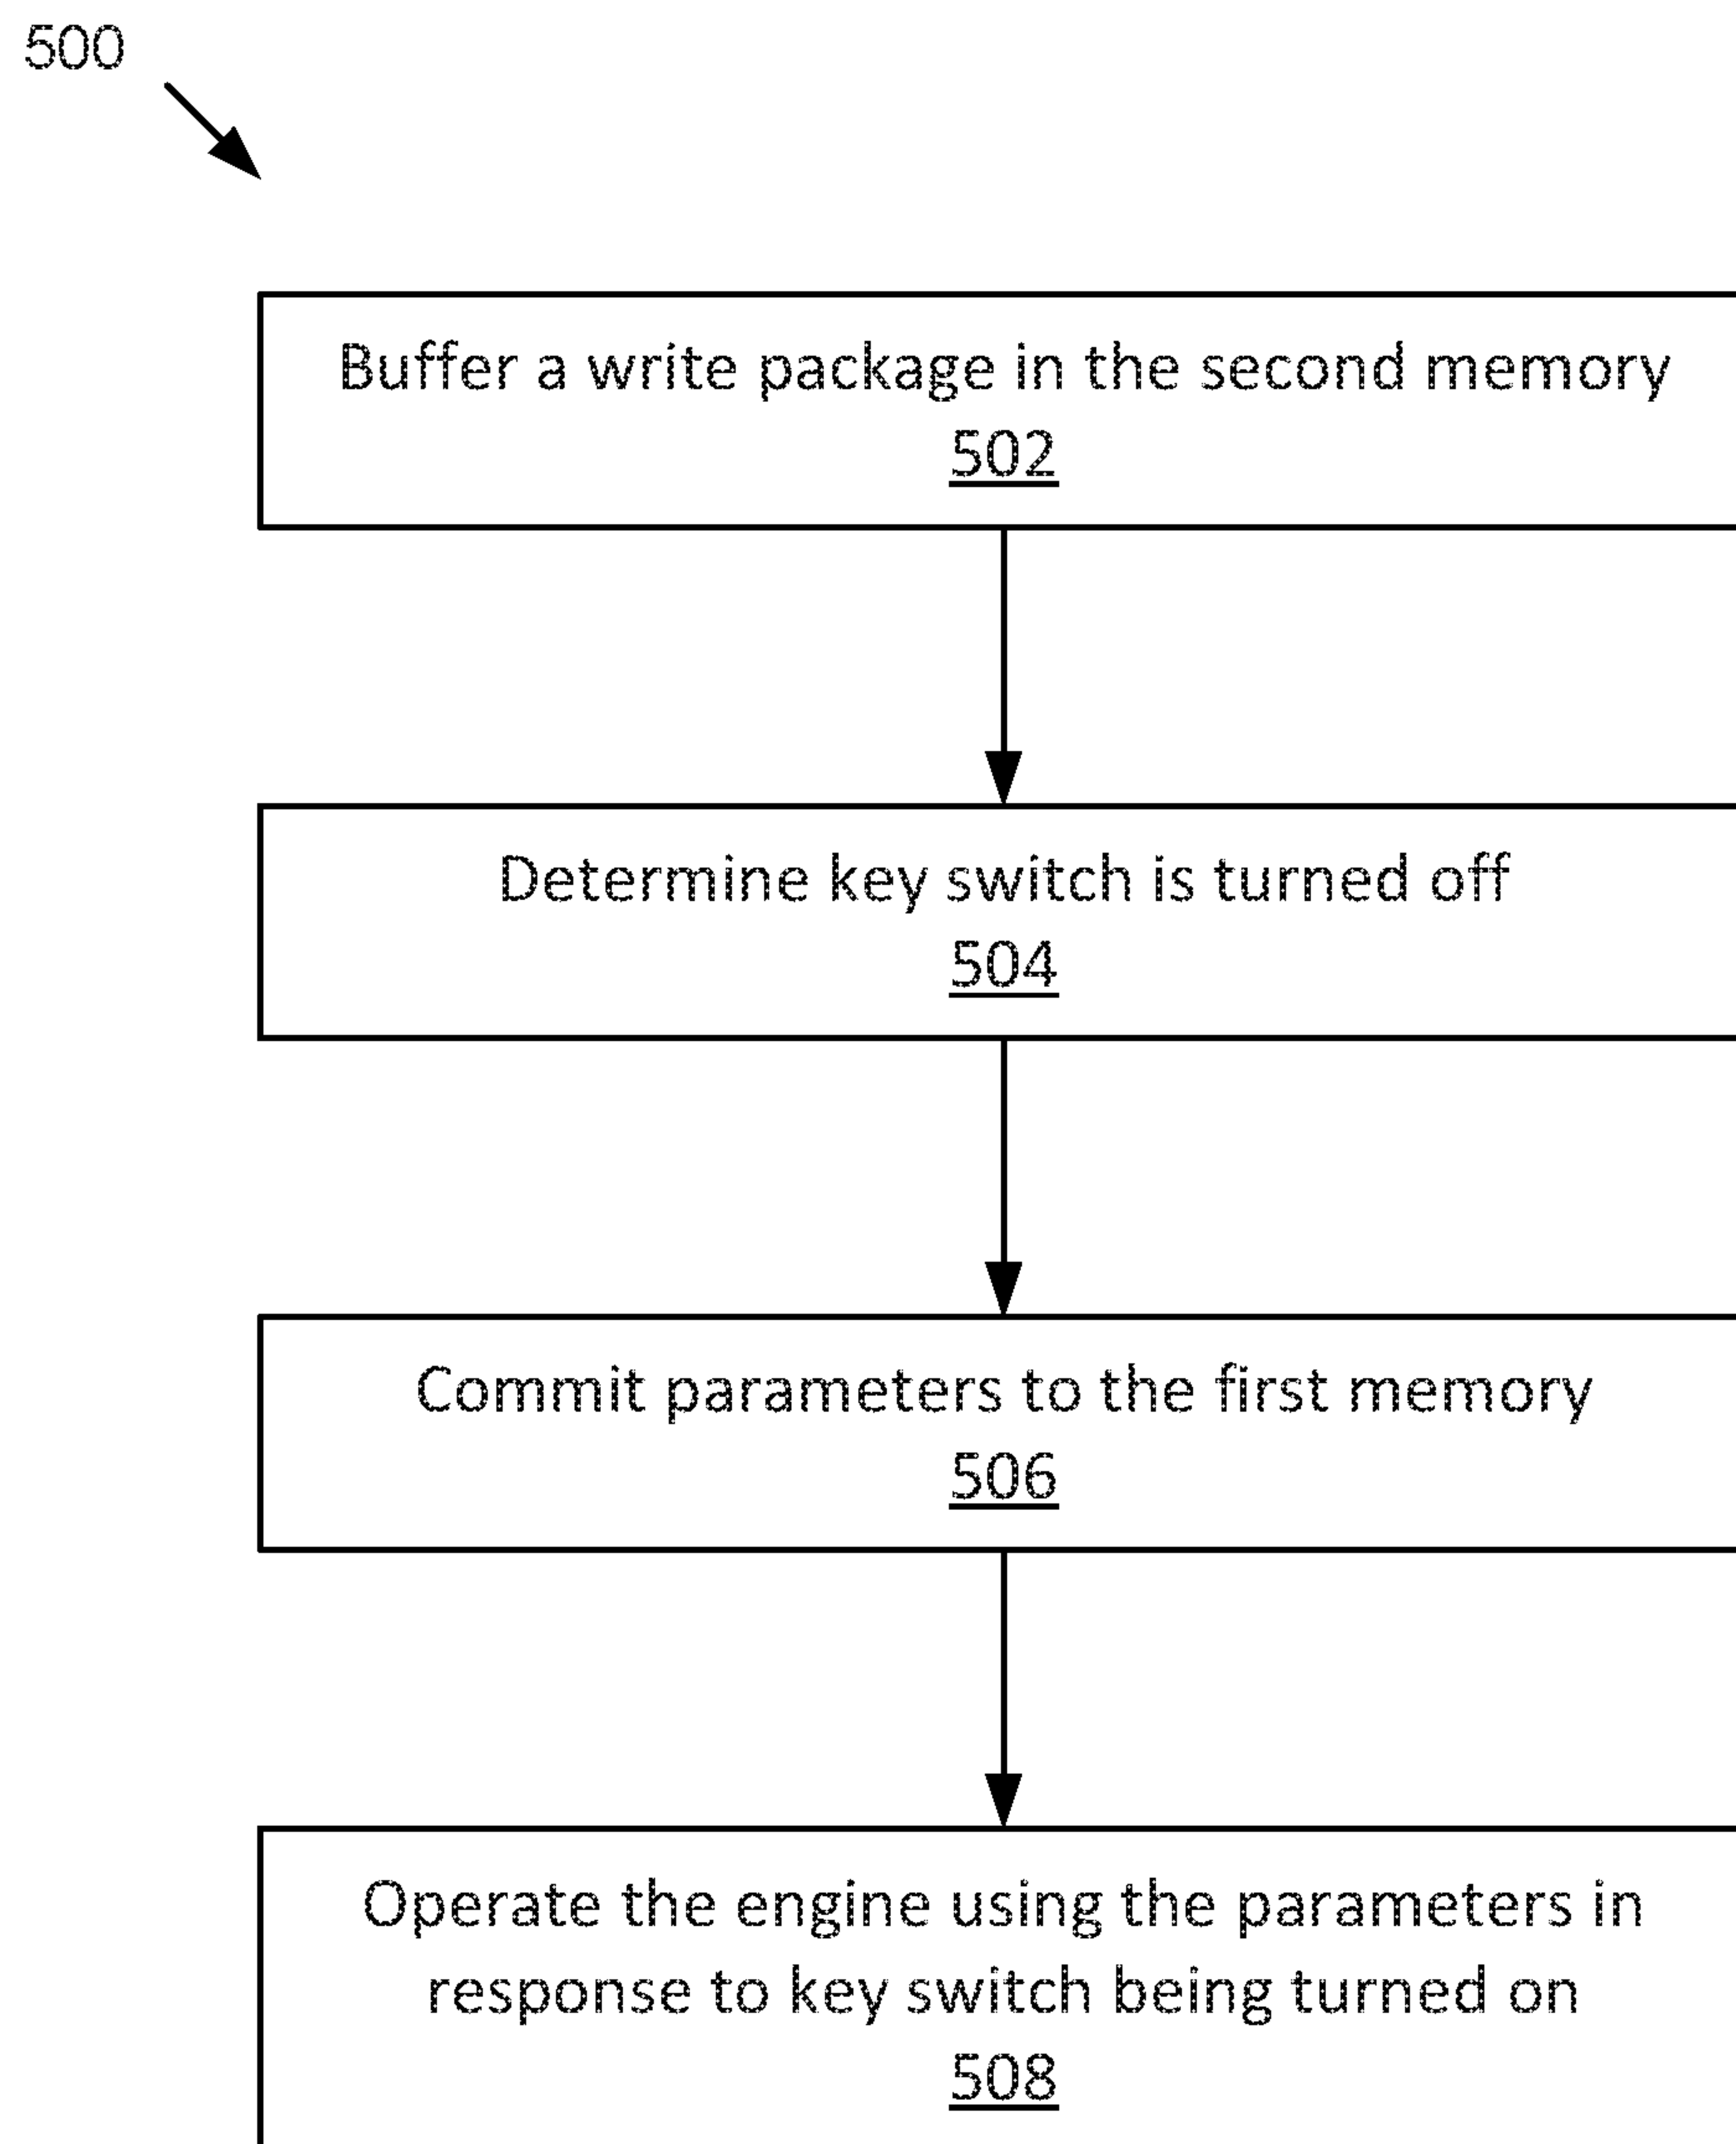 500
Buffer a write package in the second memory
502
Determine key switch is turned off
504
Commit parameters to the first memory
506
Operate the engine using the parameters in
response to key switch being turned on
508